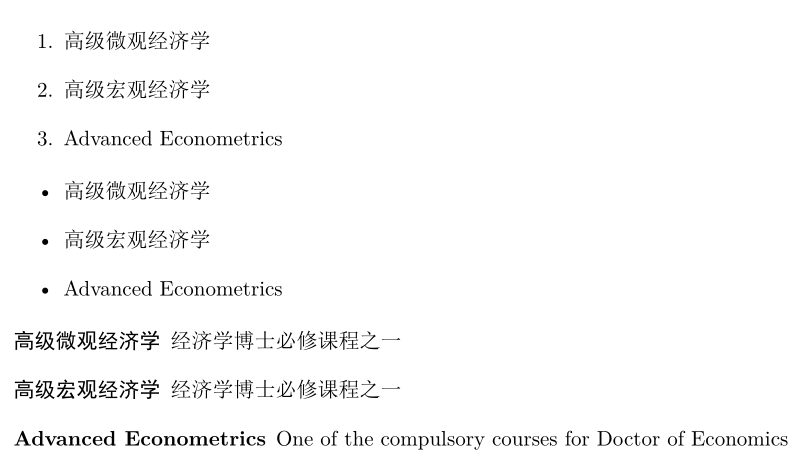 1. 高级微观经济学
2. 高级宏观经济学
3. Advanced Econometrics
• 高级微观经济学
• 高级宏观经济学
• Advanced Econometrics
高级微观经济学 经济学博士必修课程之一
高级宏观经济学 经济学博士必修课程之一
Advanced Econometrics One of the compulsory courses for Doctor of Economics